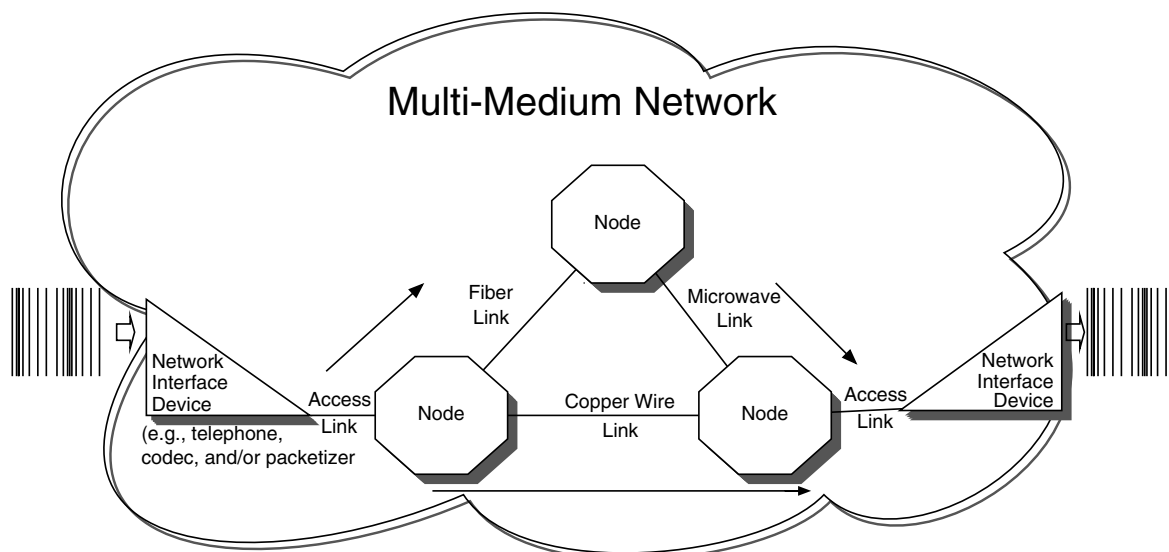 Multi-Medium Network
Node
Fiber
Link
Microwave
Link
Network
Interface
Device
(e.g., telephone,
codec, and/or packetizer
Access
Link
Node
Copper Wire
Link
Node
Access
Link
Network
Interface
Device